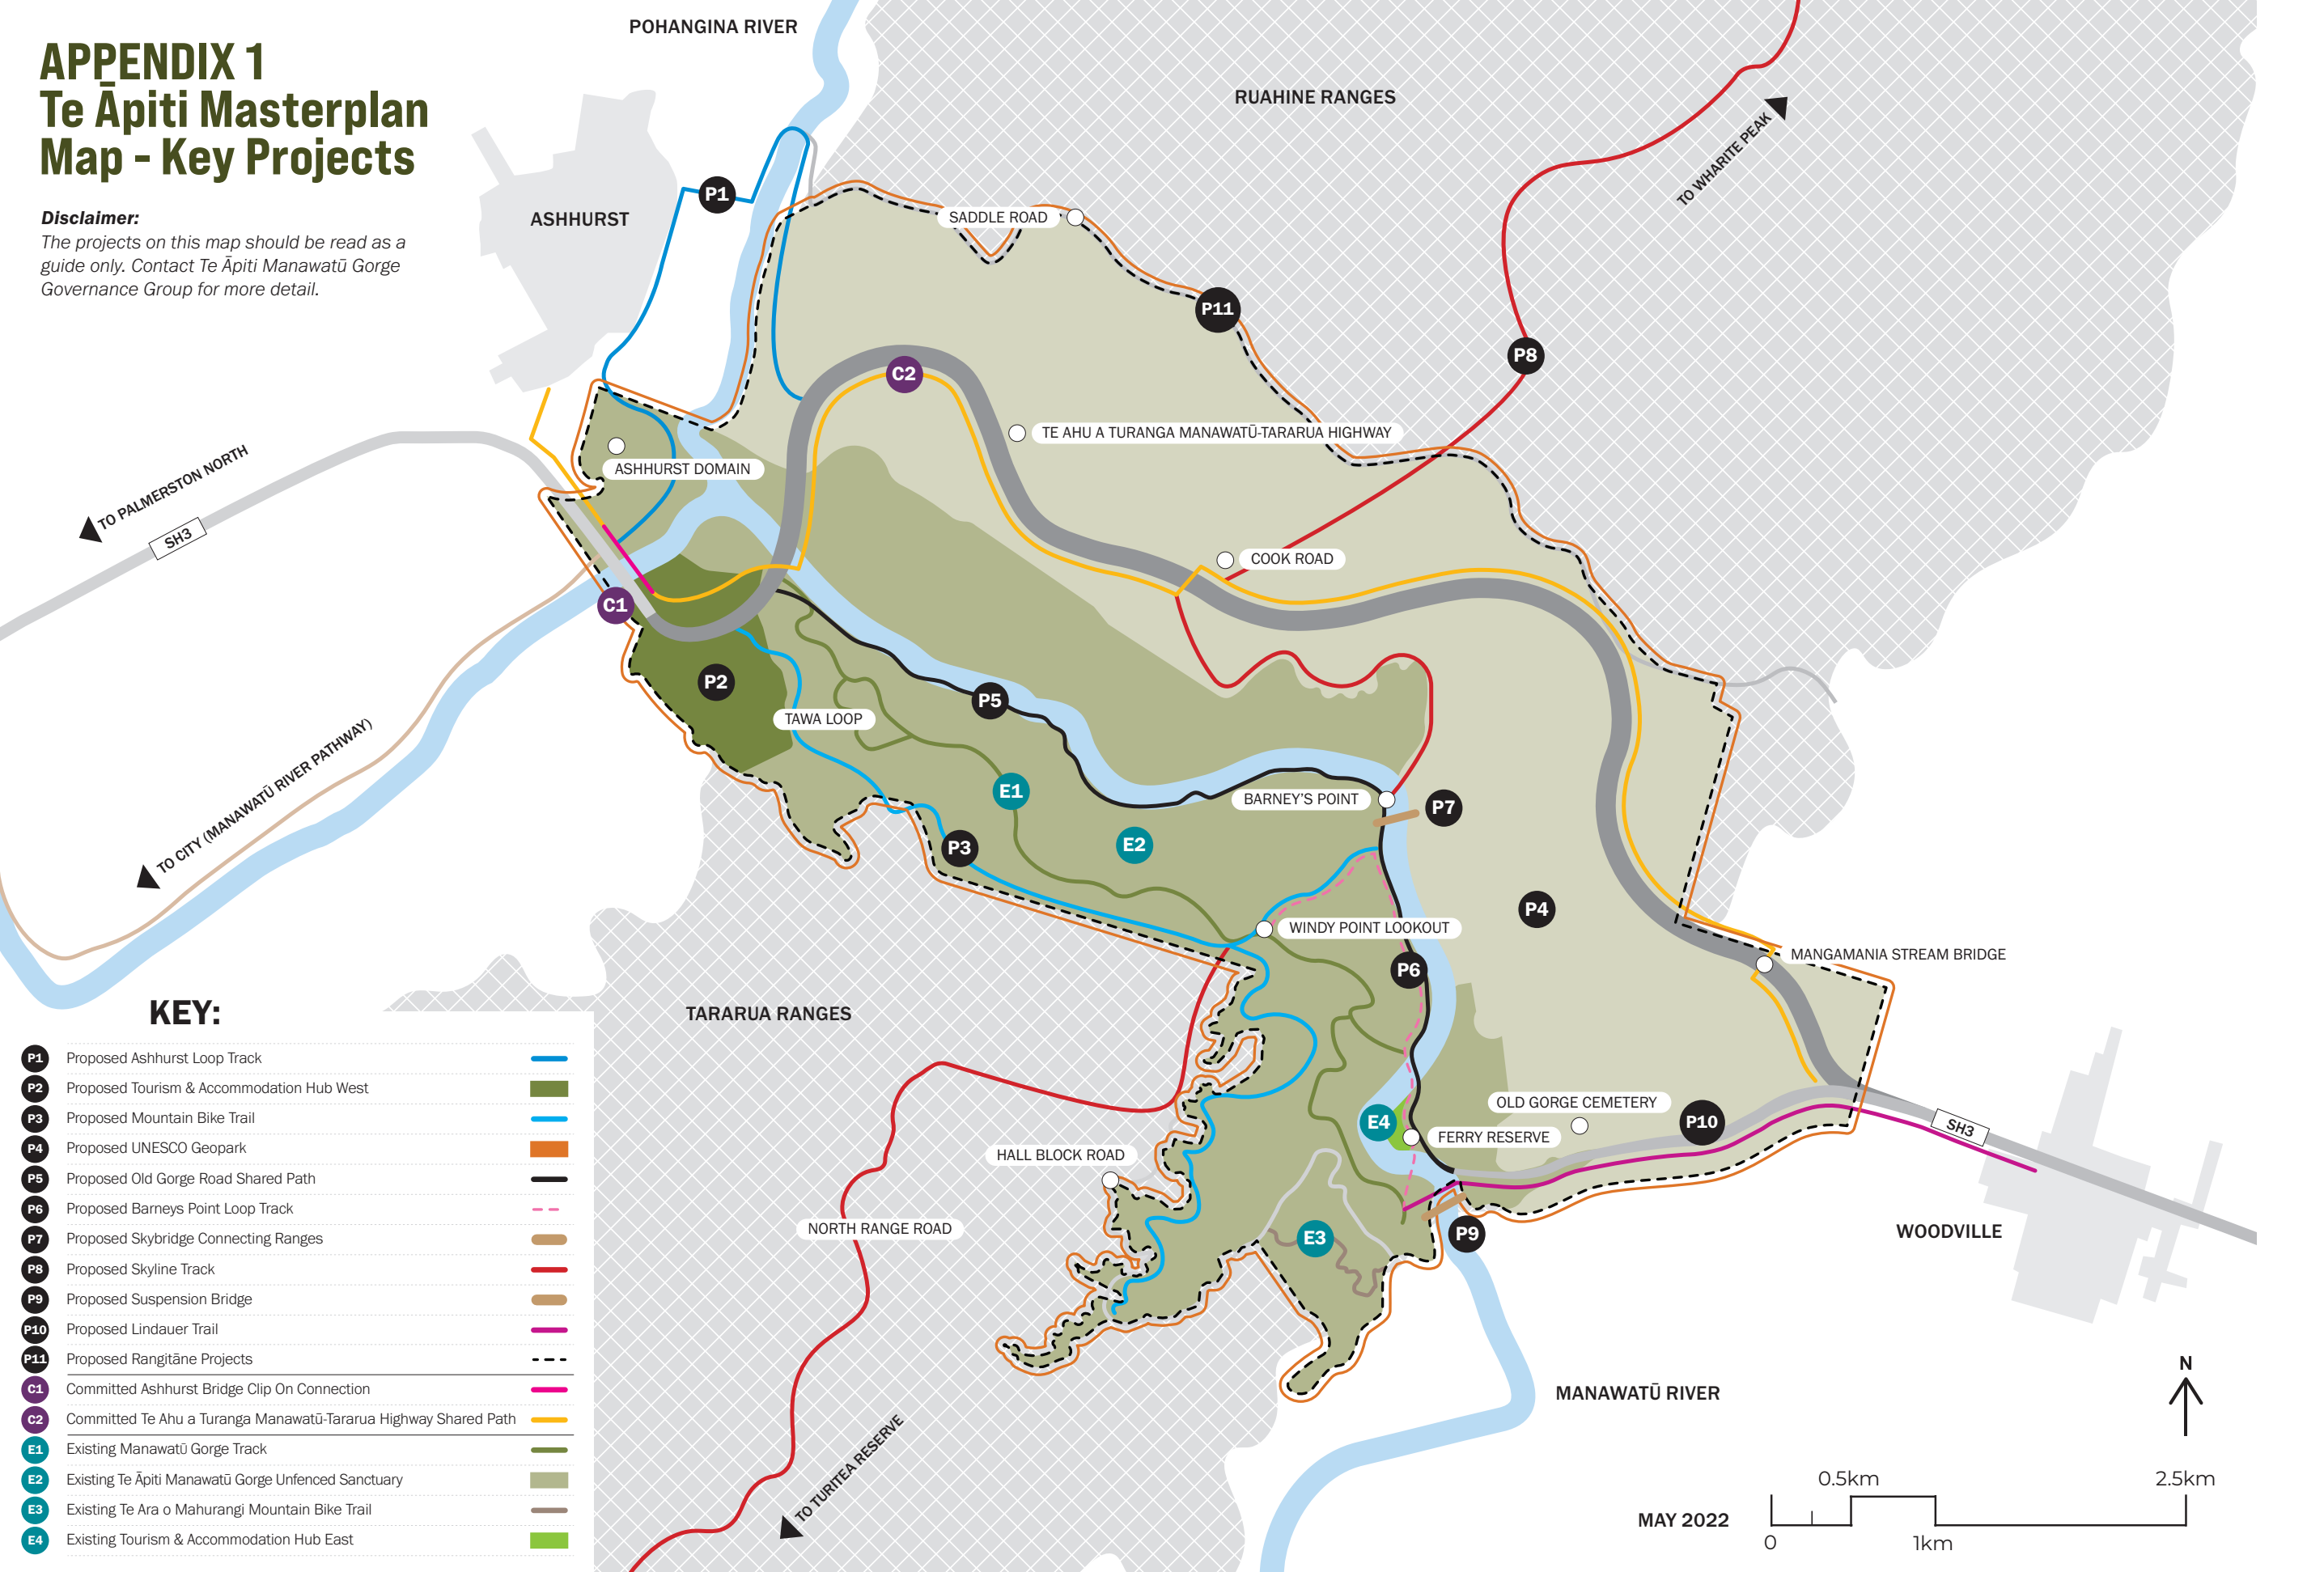 APPENDIX 1
Te Āpiti Masterplan
Map - Key Projects
Disclaimer:
The projects on this map should be read as a
guide only. Contact Te Āpiti Manawatū Gorge
Governance Group for more detail.
POHANGINA RIVER
RUAHINE RANGES
TO WHARITE PEAK
P1
ASHHURST
SADDLE ROAD
P11
P8
C2
TE AHU A TURANGA MANAWATŪ-TARARUA HIGHWAY
ASHHURST DOMAIN
TO PALMERSTON NORTH
SH3
COOK ROAD
C1
P2
P5
TAWA LOOP
TO CITY (MANAWATŪ RIVER PATHWAY)
E1
BARNEY'S POINT
P7
P3
E2
P4
WINDY POINT LOOKOUT
MANGAMANIA STREAM BRIDGE
P6
TARARUA RANGES
OLD GORGE CEMETERY
E4
P10
SH3
FERRY RESERVE
HALL BLOCK ROAD
NORTH RANGE ROAD
E3
P9
WOODVILLE
MANAWATŪ RIVER
TO TURITEA RESERVE
KEY:
P1 Proposed Ashhurst Loop Track
P2 Proposed Tourism & Accommodation Hub West
P3 Proposed Mountain Bike Trail
P4 Proposed UNESCO Geopark
P5 Proposed Old Gorge Road Shared Path
P6 Proposed Barneys Point Loop Track
P7 Proposed Skybridge Connecting Ranges
P8 Proposed Skyline Track
P9 Proposed Suspension Bridge
P10 Proposed Lindauer Trail
P11 Proposed Rangitāne Projects
C1 Committed Ashhurst Bridge Clip On Connection
C2 Committed Te Ahu a Turanga Manawatū-Tararua Highway Shared Path
E1 Existing Manawatū Gorge Track
E2 Existing Te Āpiti Manawatū Gorge Unfenced Sanctuary
E3 Existing Te Ara o Mahurangi Mountain Bike Trail
E4 Existing Tourism & Accommodation Hub East
N
0.5km
2.5km
MAY 2022
0
1km